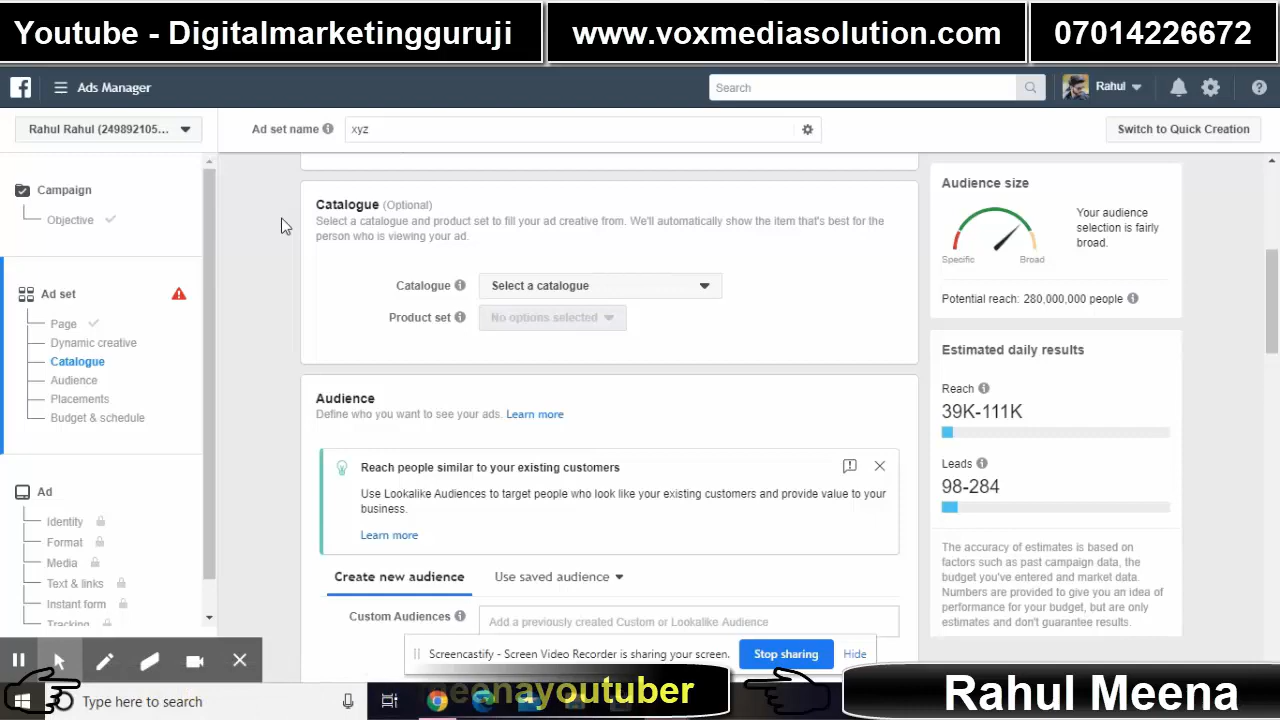 Youtube - Digitalmarketingguruji
www.voxmediasolution.com
07014226672
Ads Manager
Search
Rahul
Rahul Rahul (249892105...
Ad set name
xyz
Switch to Quick Creation
Campaign
Objective
Ad set
Page
Dynamic creative
Catalogue
Audience
Placements
Budget & schedule
Ad
Identity
Format
Media
Text & links
Instant form
Tracking
Catalogue (Optional)
Select a catalogue and product set to fill your ad creative from. We'll automatically show the item that's best for the
person who is viewing your ad.
Catalogue
Select a catalogue
Product set
No options selected
Audience
Define who you want to see your ads. Learn more
Reach people similar to your existing customers
Use Lookalike Audiences to target people who look like your existing customers and provide value to your
business.
Learn more
Create new audience
Use saved audience
Custom Audiences
Add a previously created Custom or Lookalike Audience
Audience size
Your audience
selection is fairly
broad.
Specific
Broad
Potential reach: 280,000,000 people
Estimated daily results
Reach
39K-111K
Leads
98-284
The accuracy of estimates is based on
factors such as past campaign data, the
budget you've entered and market data.
Numbers are provided to give you an idea of
performance for your budget, but are only
estimates and don't guarantee results.
Screencastify - Screen Video Recorder is sharing your screen.
Stop sharing
Hide
Type here to search
meenayoutuber
Rahul Meena